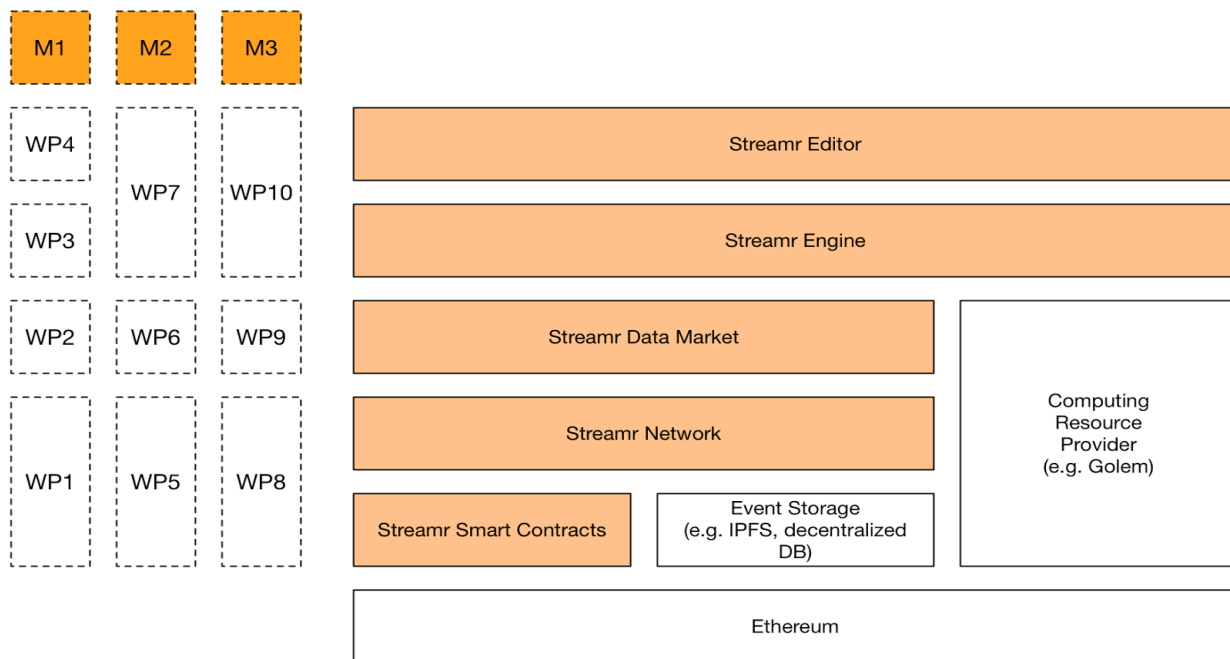 M1 M2 M3
WP4
WP7
WP10
Streamr Editor
WP3
Streamr Engine
WP2 WP6 WP9
Streamr Data Market
Computing
Resource
Provider
(e.g. Golem)
WP1 WP5 WP8
Streamr Network
Streamr Smart Contracts
Event Storage
(e.g. IPFS, decentralized
DB)
Ethereum